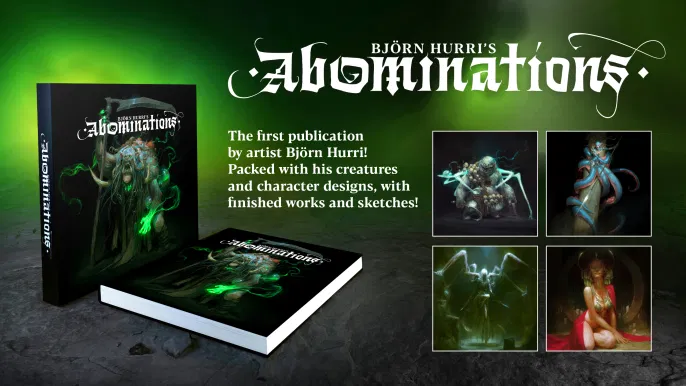 BJÖRN HURRI'S
Abominations
The first publication
by artist Björn Hurri!
Packed with his creatures
and character designs, with
finished works and sketches!
BJÖRN HURRI'S
Abominations
Abominations
Abominations